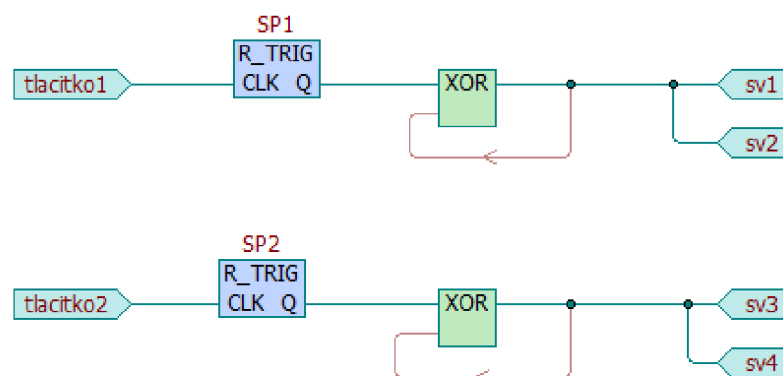 SP1
R_TRIG
tlacitko1 CLK Q XOR sv1
sv2
SP2
R_TRIG
tlacitko2 CLK Q XOR sv3
sv4